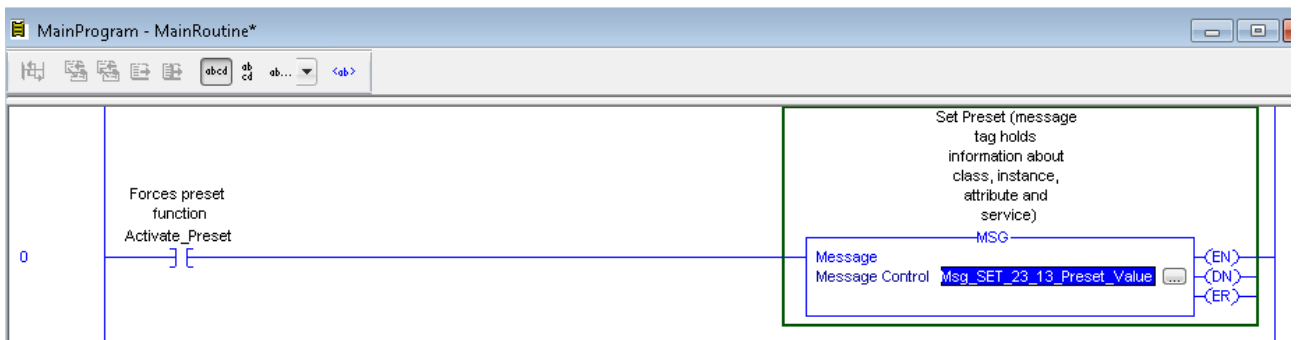 MainProgram - MainRoutine*
abcd
ab
cd
ab...
<ab>
Set Preset (message
tag holds
information about
class, instance,
attribute and
service)
Forces preset
function
Activate_Preset
0
MSG
Message
Message Control Msg_SET_23_13_Preset_Value ...
EN
DN
ER